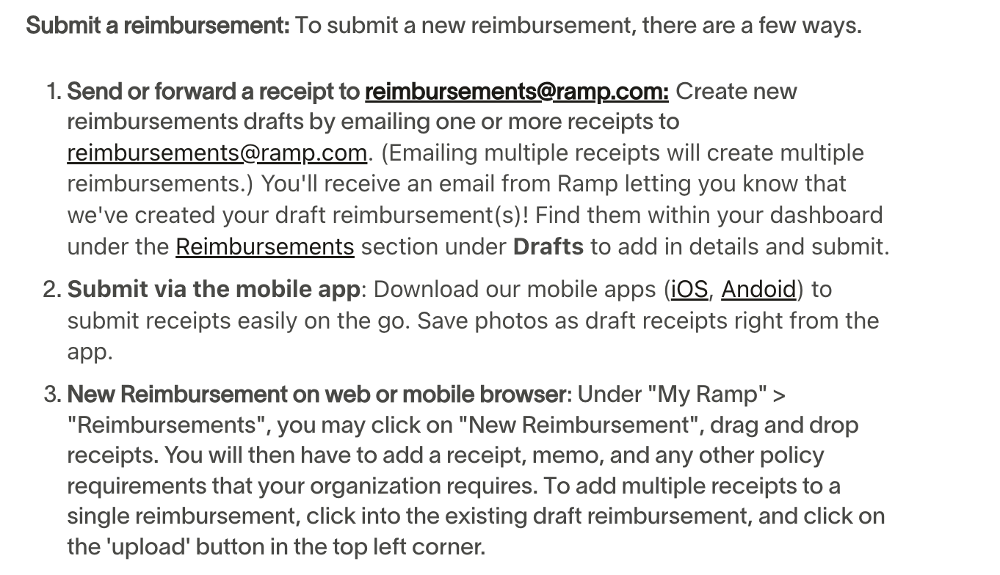 Submit a reimbursement: To submit a new reimbursement, there are a few ways.
1. Send or forward a receipt to reimbursements@ramp.com: Create new
reimbursements drafts by emailing one or more receipts to
reimbursements@ramp.com. (Emailing multiple receipts will create multiple
reimbursements.) You'll receive an email from Ramp letting you know that
we've created your draft reimbursement(s)! Find them within your dashboard
under the Reimbursements section under Drafts to add in details and submit.
2. Submit via the mobile app: Download our mobile apps (iOS, Andoid) to
submit receipts easily on the go. Save photos as draft receipts right from the
app.
3. New Reimbursement on web or mobile browser: Under "My Ramp" >
"Reimbursements", you may click on "New Reimbursement", drag and drop
receipts. You will then have to add a receipt, memo, and any other policy
requirements that your organization requires. To add multiple receipts to a
single reimbursement, click into the existing draft reimbursement, and click on
the 'upload' button in the top left corner.